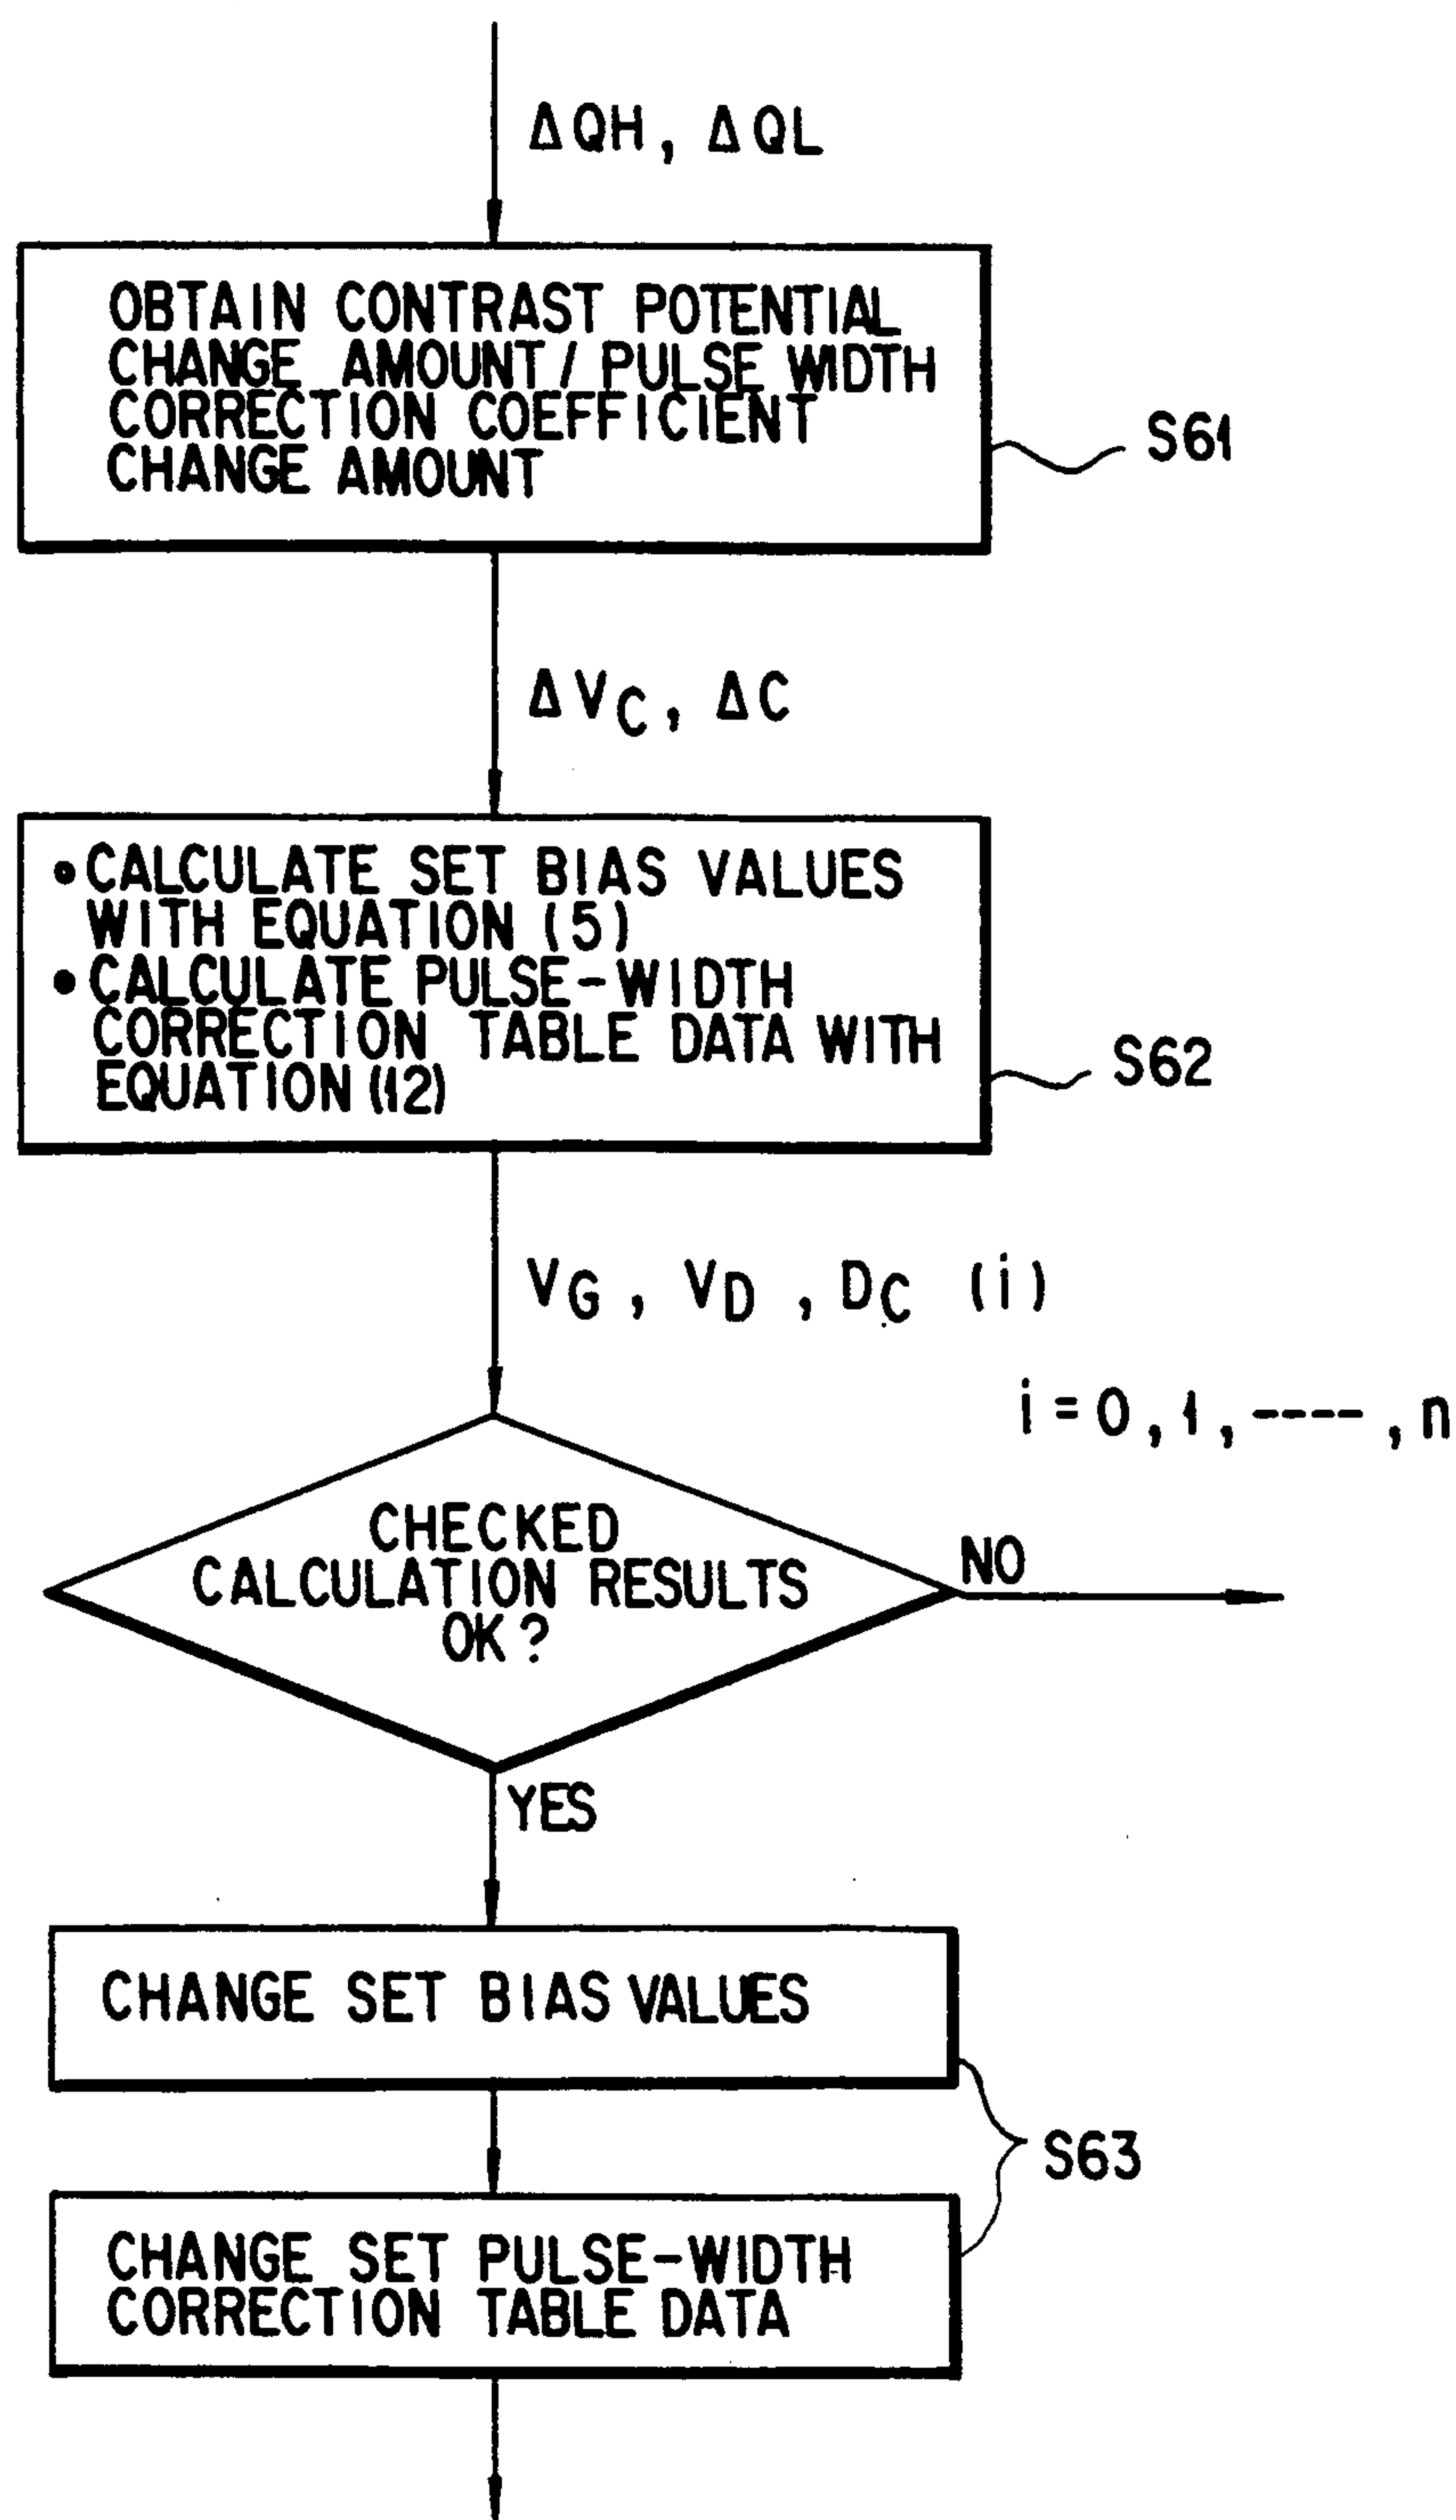 ΔQH, ΔQL
OBTAIN CONTRAST POTENTIAL
CHANGE AMOUNT/PULSE WIDTH
CORRECTION COEFFICIENT
CHANGE AMOUNT
S61
ΔVC, ΔC
•CALCULATE SET BIAS VALUES
WITH EQUATION (5)
•CALCULATE PULSE-WIDTH
CORRECTION TABLE DATA WITH
EQUATION (12)
S62
VG, VD, DC (i)
i=0,1,----,n
CHECKED
CALCULATION RESULTS
OK?
NO
YES
CHANGE SET BIAS VALUES
S63
CHANGE SET PULSE-WIDTH
CORRECTION TABLE DATA